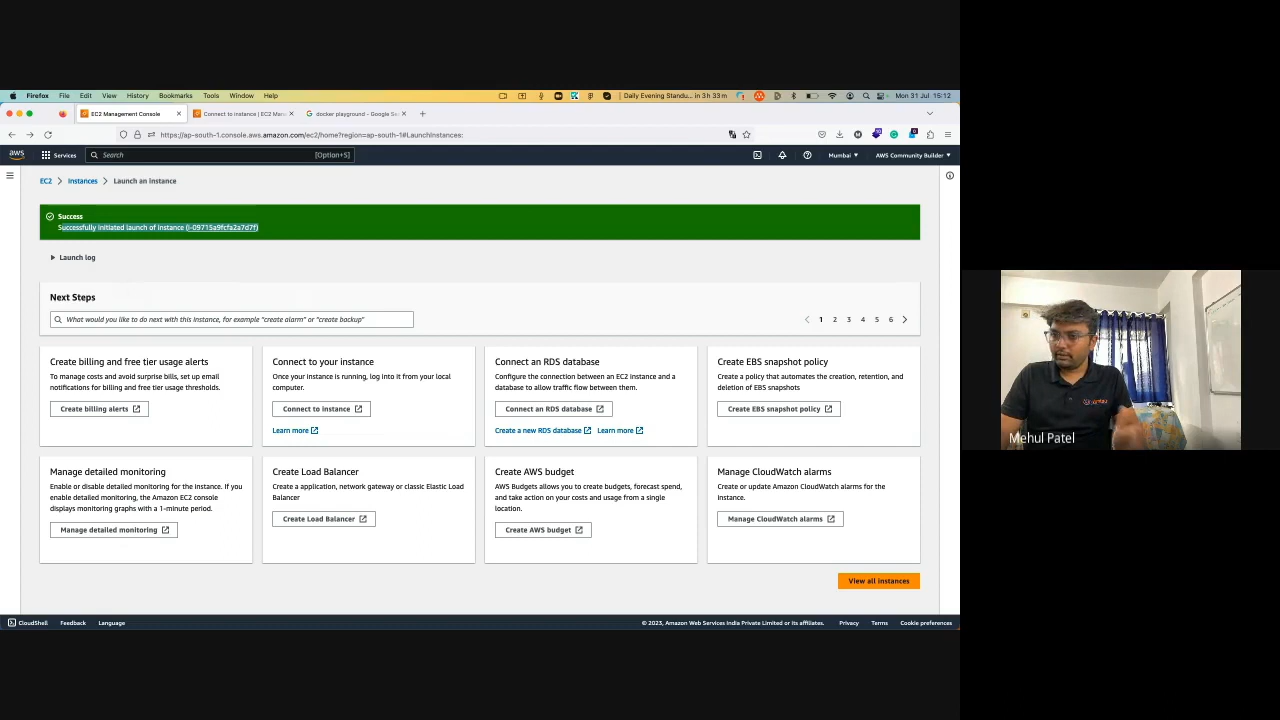 Firefox File Edit View History Bookmarks Tools Window Help Daily Evening Standu... in 3 h 33 m Mon 31 Jul 15:12
EC2 Management Console Connect to instance | EC2 Man docker playground - Google Se
https://ap-south-1.console.aws.amazon.com/ec2/home?region=ap-south-1#LaunchInstances:
aws Services Search [Option+S] Mumbai AWS Community Builder
EC2 Instances Launch an instance
Success
Successfully initiated launch of instance (i-09715a9fcfa2a7d7f)
Launch log
Next Steps
What would you like to do next with this instance, for example "create alarm" or "create backup"
1 2 3 4 5 6
Create billing and free tier usage alerts
To manage costs and avoid surprise bills, set up email
notifications for billing and free tier usage thresholds.
Create billing alerts
Connect to your instance
Once your instance is running, log into it from your local
computer.
Connect to instance
Learn more
Connect an RDS database
Configure the connection between an EC2 instance and a
database to allow traffic flow between them.
Connect an RDS database
Create a new RDS database Learn more
Create EBS snapshot policy
Create a policy that automates the creation, retention, and
deletion of EBS snapshots
Create EBS snapshot policy
Manage detailed monitoring
Enable or disable detailed monitoring for the instance. If you
enable detailed monitoring, the Amazon EC2 console
displays monitoring graphs with a 1-minute period.
Manage detailed monitoring
Create Load Balancer
Create a application, network gateway or classic Elastic Load
Balancer
Create Load Balancer
Create AWS budget
AWS Budgets allows you to create budgets, forecast spend,
and take action on your costs and usage from a single
location.
Create AWS budget
Manage CloudWatch alarms
Create or update Amazon CloudWatch alarms for the
instance.
Manage CloudWatch alarms
View all instances
CloudShell Feedback Language © 2023, Amazon Web Services India Private Limited or its affiliates. Privacy Terms Cookie preferences
Mehul Patel